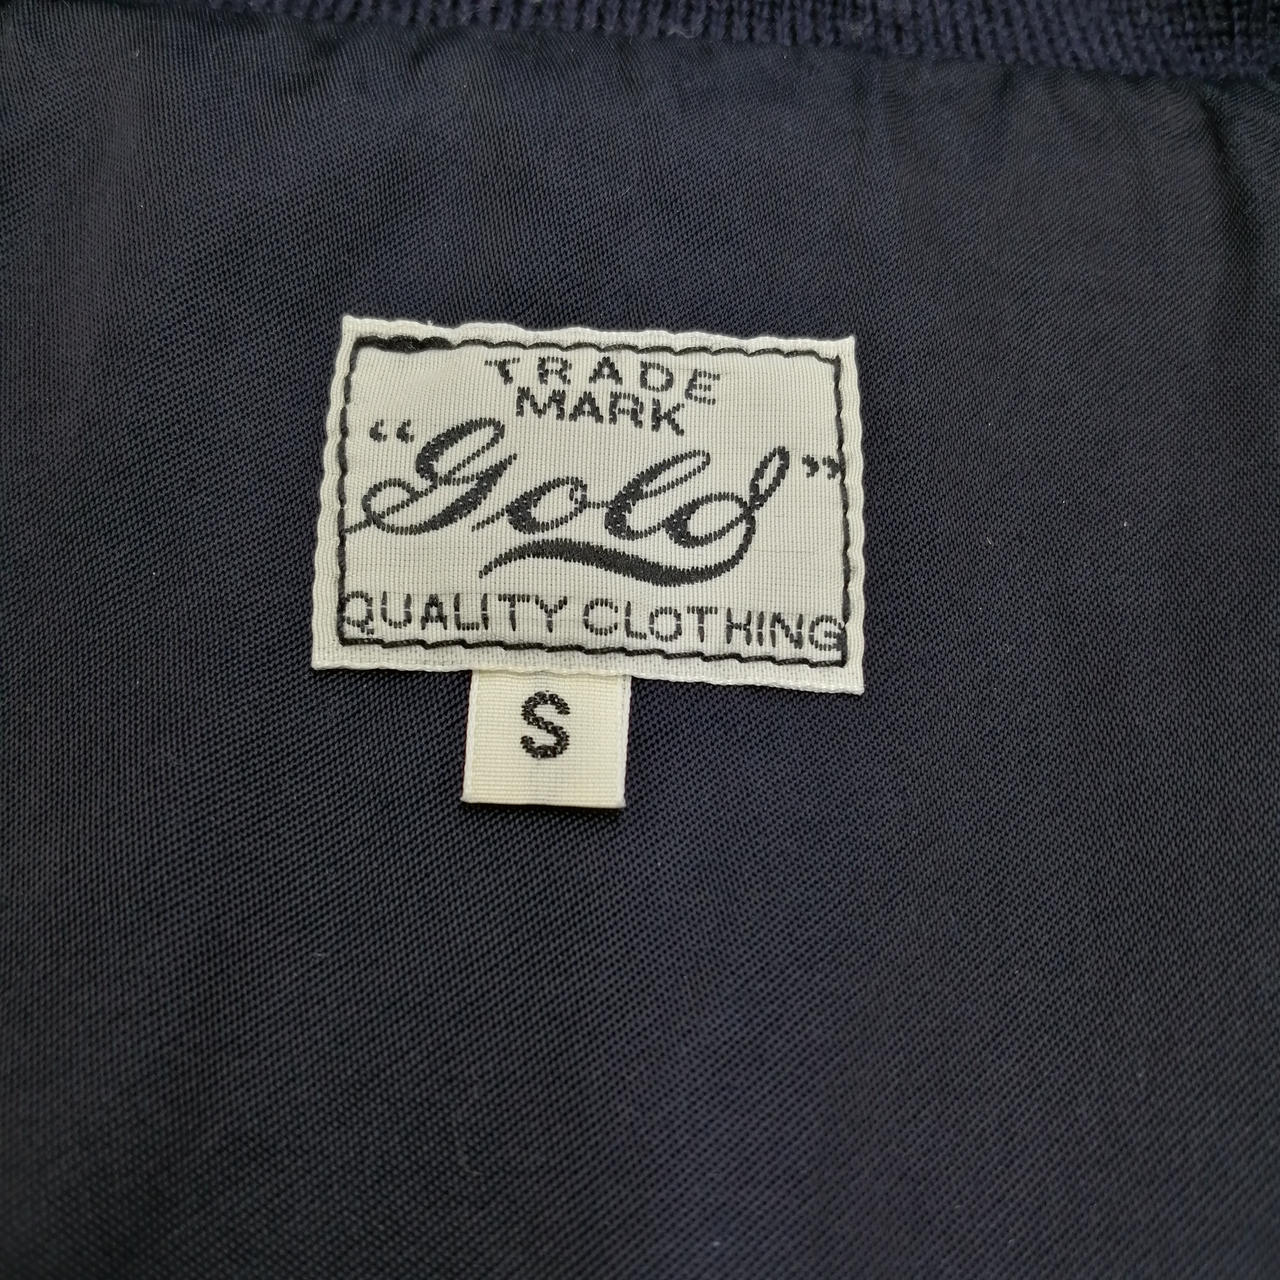 TRADE
MARK
“Gold”
QUALITY CLOTHING
S